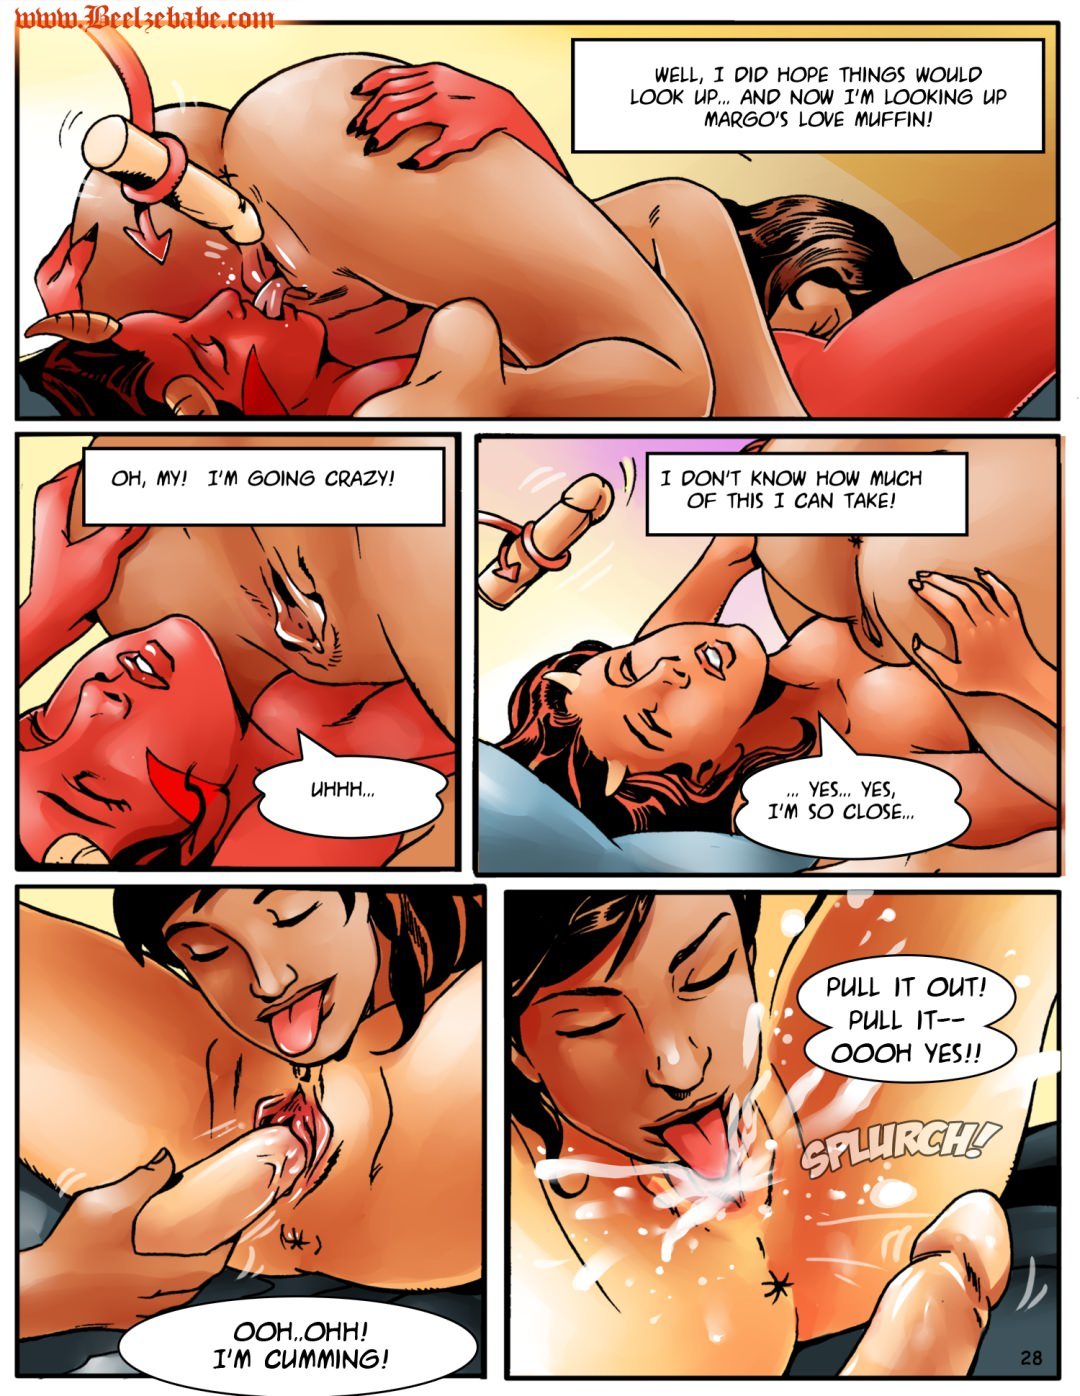 www.Beelzebabe.com
WELL, I DID HOPE THINGS WOULD
LOOK UP... AND NOW I'M LOOKING UP
MARGO'S LOVE MUFFIN!
OH, MY! I'M GOING CRAZY!
UHHH...
I DON'T KNOW HOW MUCH
OF THIS I CAN TAKE!
... YES... YES,
I'M SO CLOSE...
OOH..OHH!
I'M CUMMING!
PULL IT OUT!
PULL IT--
OOOH YES!!
SPLURCH!
28